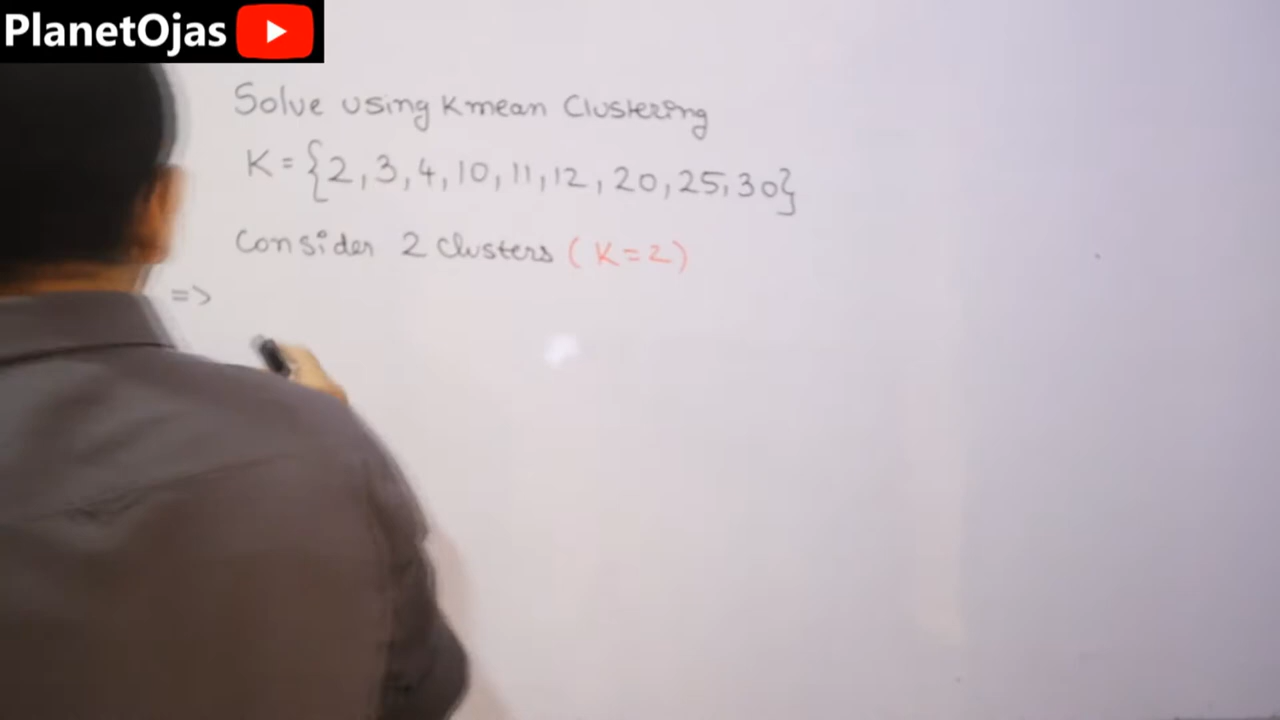 PlanetOjas
Solve using Kmean Clustering
K = {2, 3, 4, 10, 11, 12, 20, 25, 30}
Consider 2 clusters (K=2)
=>